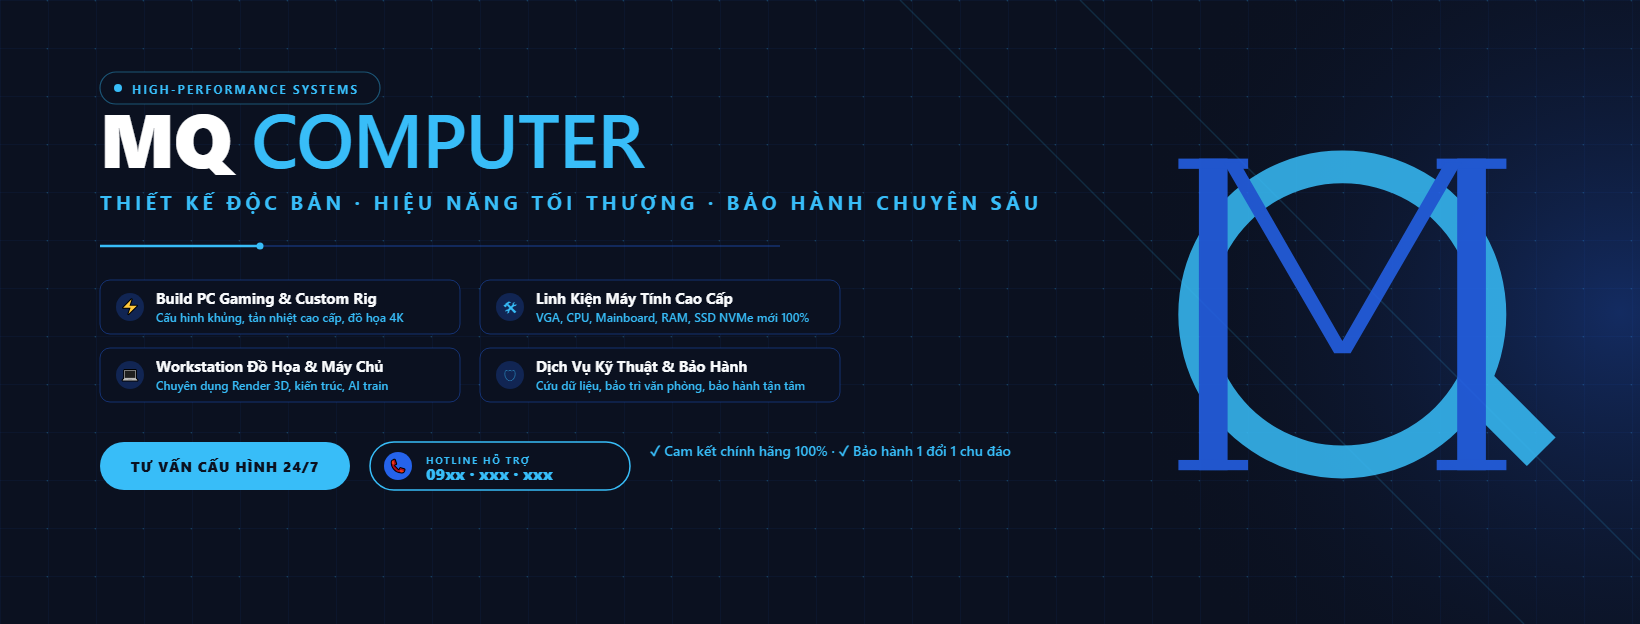 HIGH-PERFORMANCE SYSTEMS
MQ COMPUTER
THIẾT KẾ ĐỘC BẢN · HIỆU NĂNG TỐI THƯỢNG · BẢO HÀNH CHUYÊN SÂU
Build PC Gaming & Custom Rig
Cấu hình khủng, tản nhiệt cao cấp, đồ họa 4K
Linh Kiện Máy Tính Cao Cấp
VGA, CPU, Mainboard, RAM, SSD NVMe mới 100%
Workstation Đồ Họa & Máy Chủ
Chuyên dụng Render 3D, kiến trúc, AI train
Dịch Vụ Kỹ Thuật & Bảo Hành
Cứu dữ liệu, bảo trì văn phòng, bảo hành tận tâm
TƯ VẤN CẤU HÌNH 24/7
HOTLINE HỖ TRỢ
09xx · xxx · xxx
✓ Cam kết chính hãng 100% · ✓ Bảo hành 1 đổi 1 chu đáo
MQ